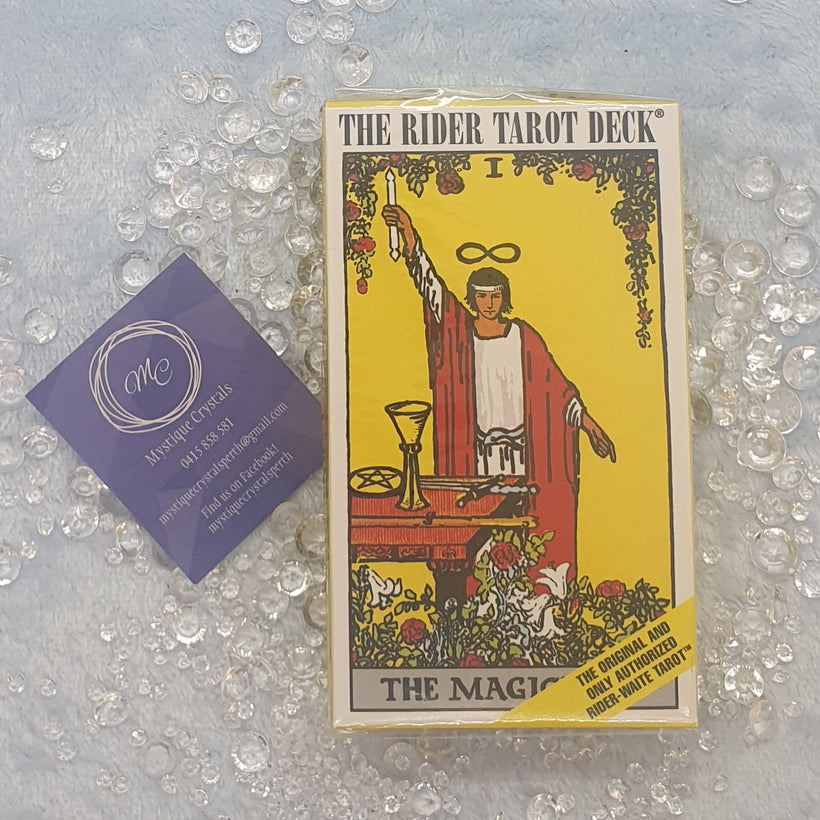 THE RIDER TAROT DECK®
I
THE MAGIC
THE ORIGINAL AND
ONLY AUTHORIZED
RIDER-WAITE TAROT™
MC
Mystique Crystals
0415 858 581
mystiquecrystalsperth@gmail.com
Find us on Facebook!
mystiquecrystalsperth